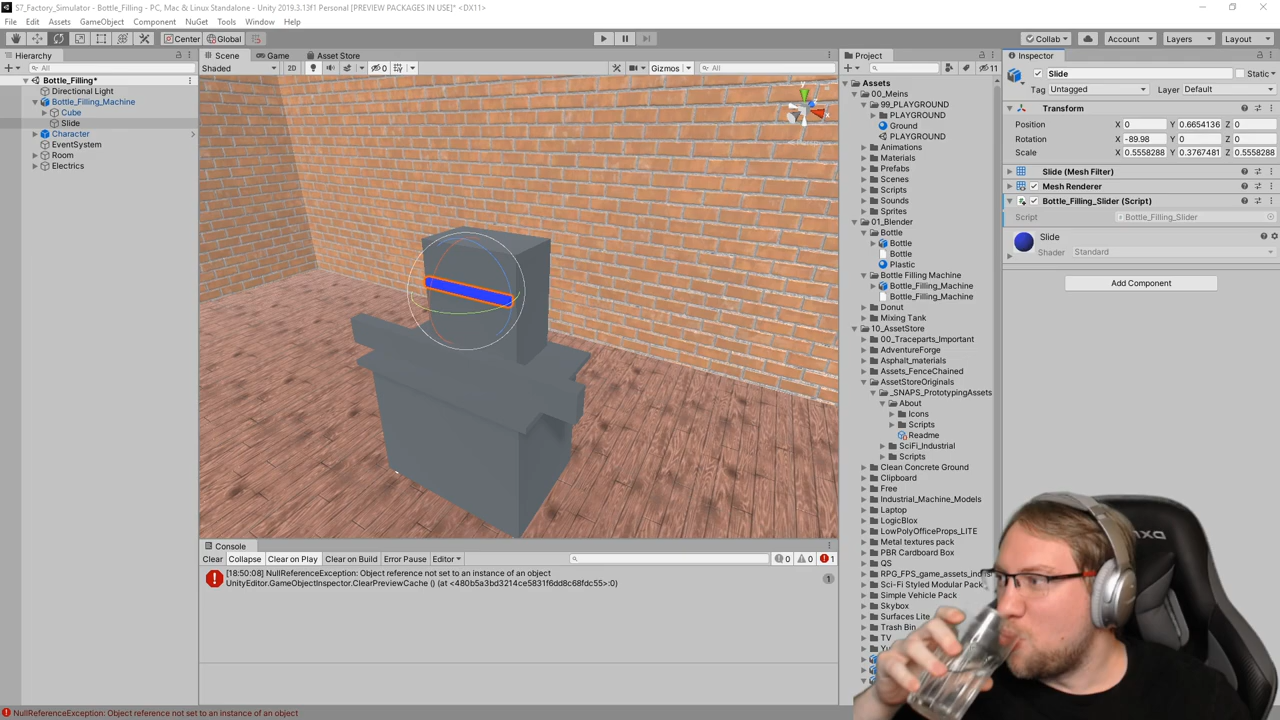 S7_Factory_Simulator - Bottle_Filling - PC, Mac & Linux Standalone - Unity 2019.3.13f1 Personal [PREVIEW PACKAGES IN USE]* <DX11>
File Edit Assets GameObject Component NuGet Tools Window Help
Center Global Collab Account Layers Layout
Hierarchy
All
Bottle_Filling*
Directional Light
Bottle_Filling_Machine
Cube
Slide
Character
EventSystem
Room
Electrics
Scene Game Asset Store
Shaded 2D 0 Gizmos All
Console
Clear Collapse Clear on Play Clear on Build Error Pause Editor 0 0 1
[18:50:08] NullReferenceException: Object reference not set to an instance of an object
UnityEditor.GameObjectInspector.ClearPreviewCache () (at <480b5a3bd3214ce5831f6dd8c68fdc55>:0)
1
NullReferenceException: Object reference not set to an instance of an object
Project
11
Assets
00_Meins
99_PLAYGROUND
PLAYGROUND
Ground
PLAYGROUND
Animations
Materials
Prefabs
Scenes
Scripts
Sounds
Sprites
01_Blender
Bottle
Bottle
Bottle
Plastic
Bottle Filling Machine
Bottle_Filling_Machine
Bottle_Filling_Machine
Donut
Mixing Tank
10_AssetStore
00_Traceparts_Important
AdventureForge
Asphalt_materials
Assets_FenceChained
AssetStoreOriginals
_SNAPS_PrototypingAssets
About
Icons
Scripts
Readme
SciFi_Industrial
Scripts
Clean Concrete Ground
Clipboard
Free
Industrial_Machine_Models
Laptop
LogicBlox
LowPolyOfficeProps_LITE
Metal textures pack
PBR Cardboard Box
QS
RPG_FPS_game_assets_indus
Sci-Fi Styled Modular Pack
Simple Vehicle Pack
Skybox
Surfaces Lite
Trash Bin
TV
Inspector
Slide Static
Tag Untagged Layer Default
Transform
Position X 0 Y 0.6654136 Z 0
Rotation X -89.98 Y 0 Z 0
Scale X 0.5558288 Y 0.3767481 Z 0.5558288
Slide (Mesh Filter)
Mesh Renderer
Bottle_Filling_Slider (Script)
Script Bottle_Filling_Slider
Slide
Shader Standard
Add Component